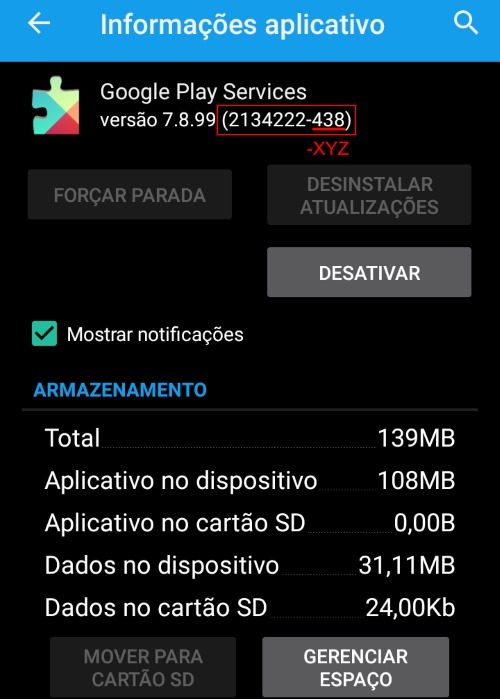 Informações aplicativo
Google Play Services
versão 7.8.99 (2134222-438)
-XYZ
FORÇAR PARADA
DESINSTALAR
ATUALIZAÇÕES
DESATIVAR
Mostrar notificações
ARMAZENAMENTO
Total 139MB
Aplicativo no dispositivo 108MB
Aplicativo no cartão SD 0,00B
Dados no dispositivo 31,11MB
Dados no cartão SD 24,00Kb
MOVER PARA
CARTÃO SD
GERENCIAR
ESPAÇO